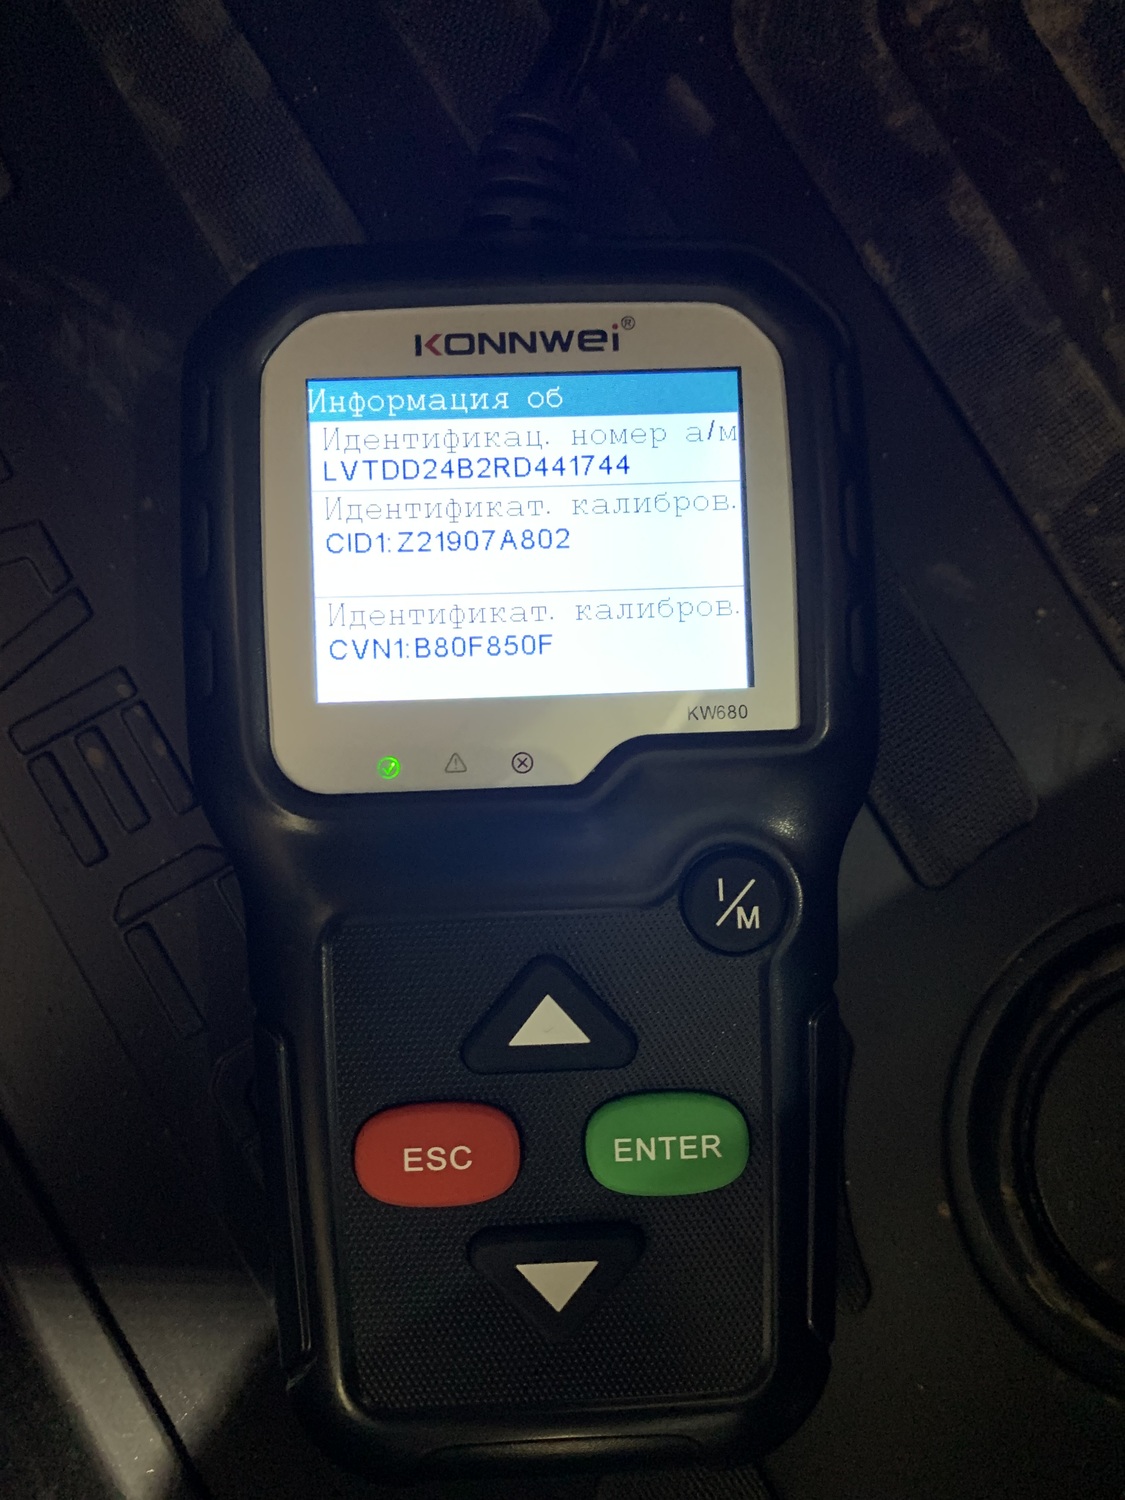 KONNWEI®
Информация об
Идентификац. номер а/м
LVTDD24B2RD441744
Идентификат. калибров.
CID1:Z21907A802
Идентификат. калибров.
CVN1:B80F850F
KW680
I/M
ESC
ENTER